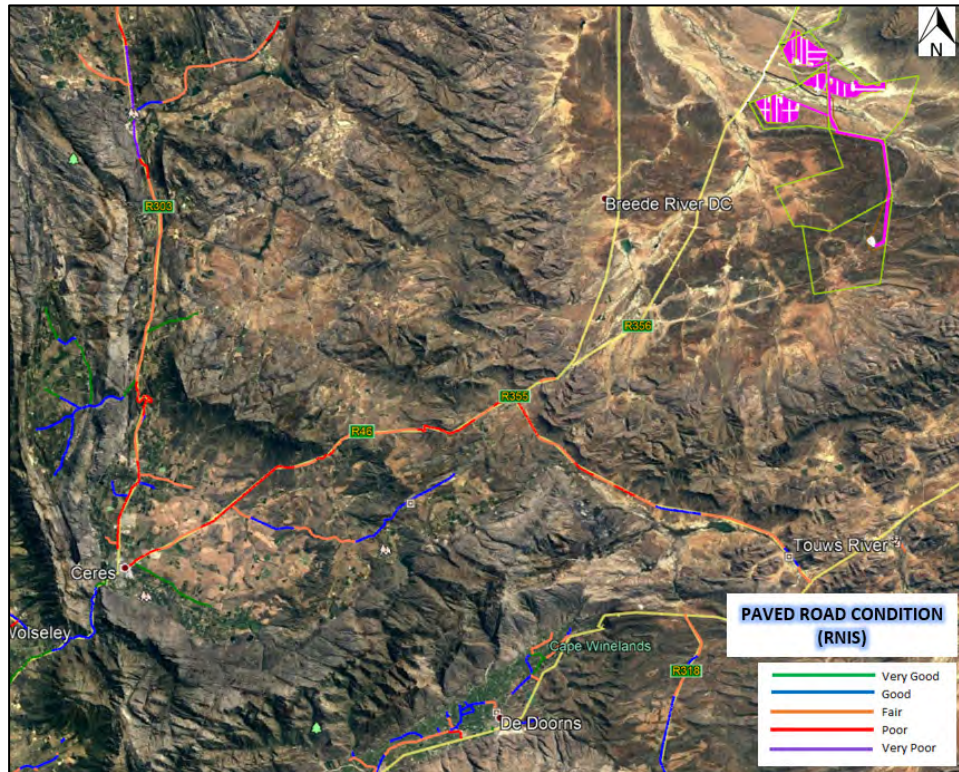 N
R303
Breede River DC
R356
R355
R46
Touws River
Ceres
Wolseley
Cape Winelands
R318
De Doorns
PAVED ROAD CONDITION
(RNIS)
Very Good
Good
Fair
Poor
Very Poor